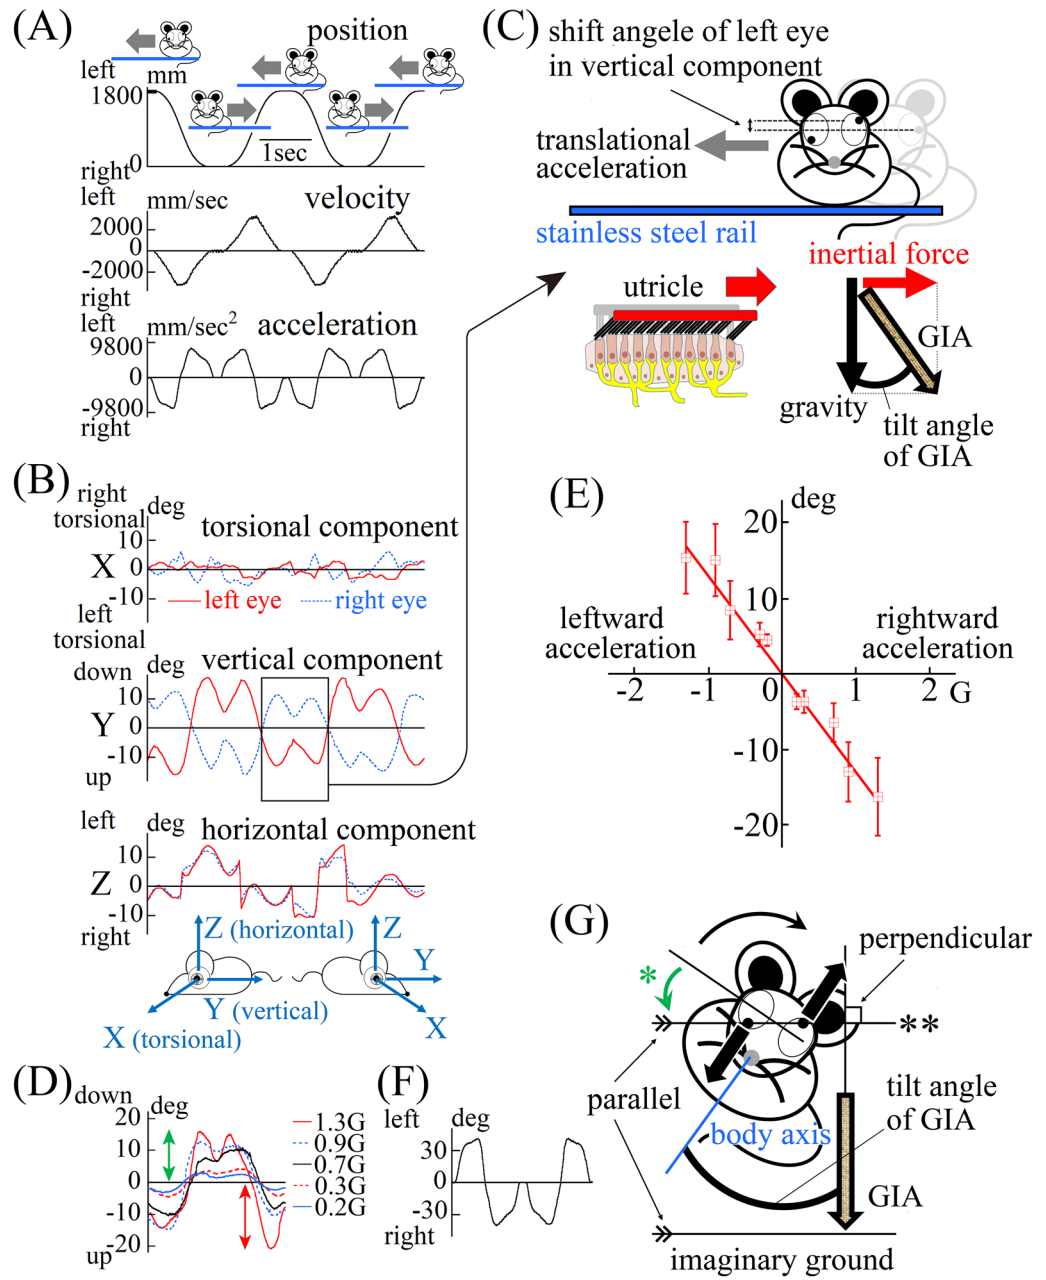 (A)
position
left
mm
1800
1sec
0
right
left
mm/sec
velocity
2000
0
-2000
right
left
mm/sec2
acceleration
9800
0
-9800
right
(B)
right
torsional
deg
torsional component
10
X
0
-10
left eye
right eye
left
torsional
down
deg
vertical component
10
Y
0
-10
up
left
deg
horizontal component
10
Z
0
-10
right
Z (horizontal)
Y (vertical)
X (torsional)
Z
Y
X
(C)
shift angele of left eye
in vertical component
translational
acceleration
stainless steel rail
inertial force
utricle
GIA
gravity
tilt angle
of GIA
(D)
down
deg
20
10
0
-10
-20
up
1.3G
0.9G
0.7G
0.3G
0.2G
(E)
deg
20
10
leftward
acceleration
rightward
acceleration
-2
-1
0
1
2
G
-10
-20
(F)
left
deg
30
0
-30
right
(G)
perpendicular
*
**
parallel
tilt angle
of GIA
body axis
GIA
imaginary ground